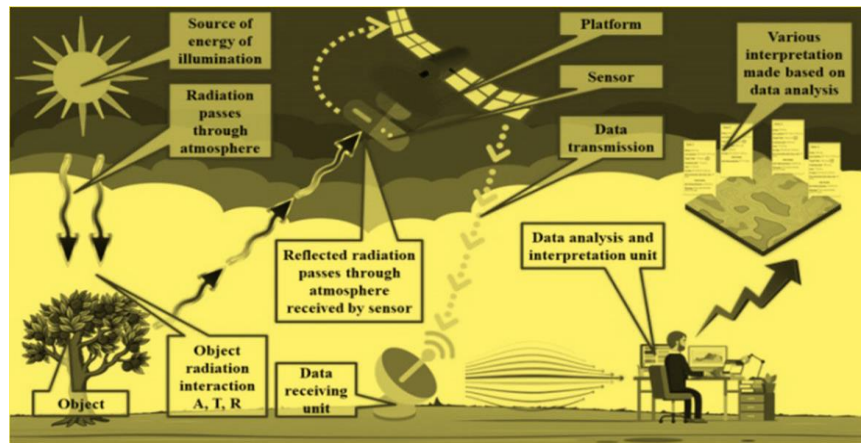 Source of
energy of
illumination
Radiation
passes
through
atmosphere
Platform
Sensor
Data
transmission
Various
interpretation
made based on
data analysis
Reflected radiation
passes through
atmosphere
received by sensor
Data analysis and
interpretation unit
Object
Object
radiation
interaction
A, T, R
Data
receiving
unit